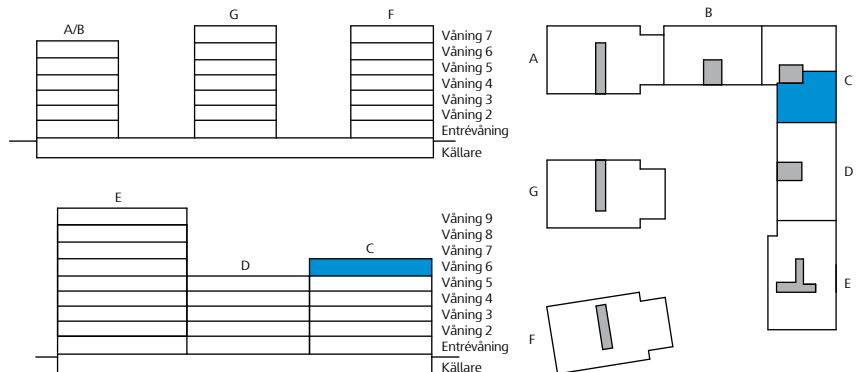 A/B
G
F
Våning 7
Våning 6
Våning 5
Våning 4
Våning 3
Våning 2
Entrévåning
Källare
E
D
C
Våning 9
Våning 8
Våning 7
Våning 6
Våning 5
Våning 4
Våning 3
Våning 2
Entrévåning
Källare
B
A
C
D
G
E
F